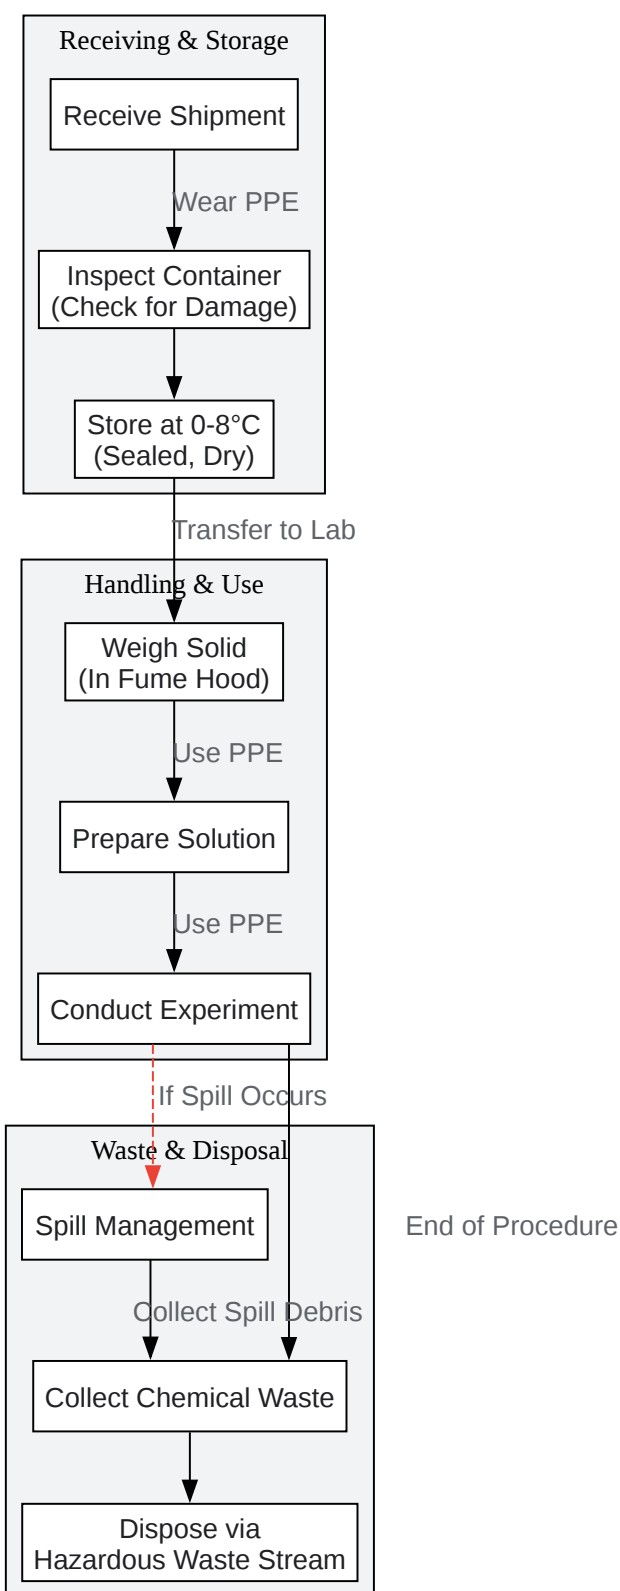 Receiving & Storage
Receive Shipment
Wear PPE
Inspect Container
(Check for Damage)
Store at 0-8°C
(Sealed, Dry)
Transfer to Lab
Handling & Use
Weigh Solid
(In Fume Hood)
Use PPE
Prepare Solution
Use PPE
Conduct Experiment
If Spill Occurs
Waste & Disposal
Spill Management
End of Procedure
Collect Spill Debris
Collect Chemical Waste
Dispose via
Hazardous Waste Stream